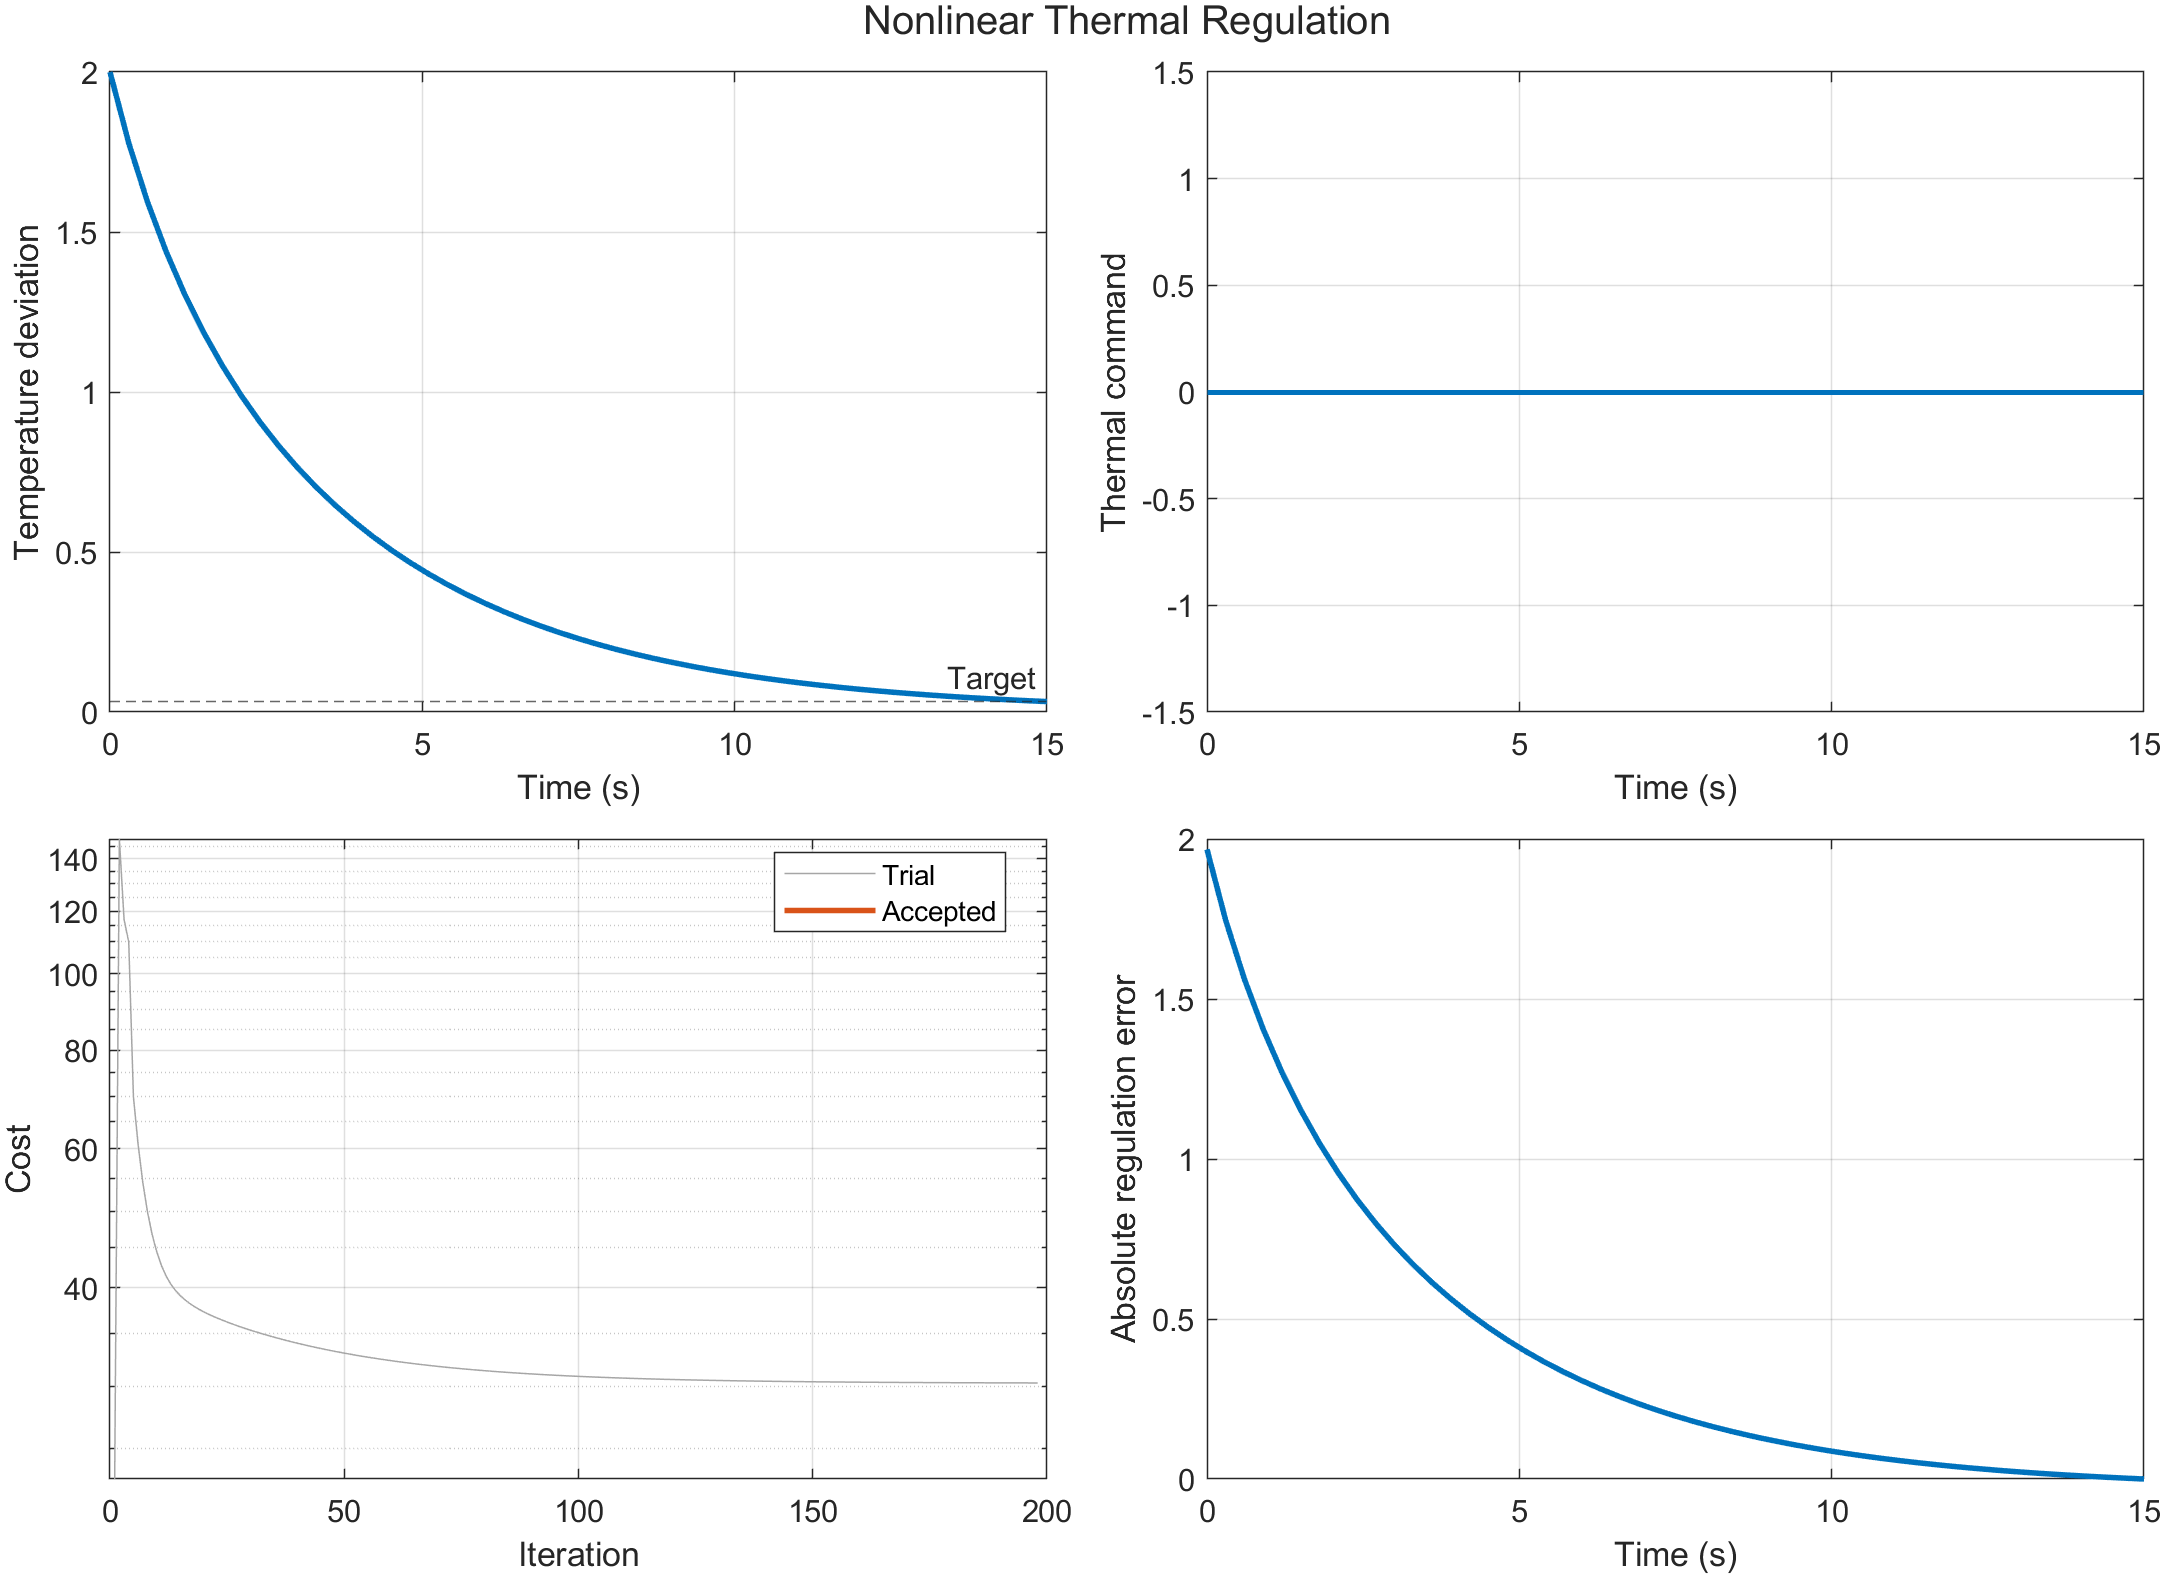 Nonlinear Thermal Regulation
2
1.5
1
0.5
0
0 5 10 15
Temperature deviation
Time (s)
Target
1.5
1
0.5
0
-0.5
-1
-1.5
0 5 10 15
Thermal command
Time (s)
140
120
100
80
60
40
0 50 100 150 200
Cost
Iteration
Trial
Accepted
2
1.5
1
0.5
0
0 5 10 15
Absolute regulation error
Time (s)